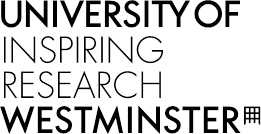 UNIVERSITY OF
INSPIRING
RESEARCH
WESTMINSTER